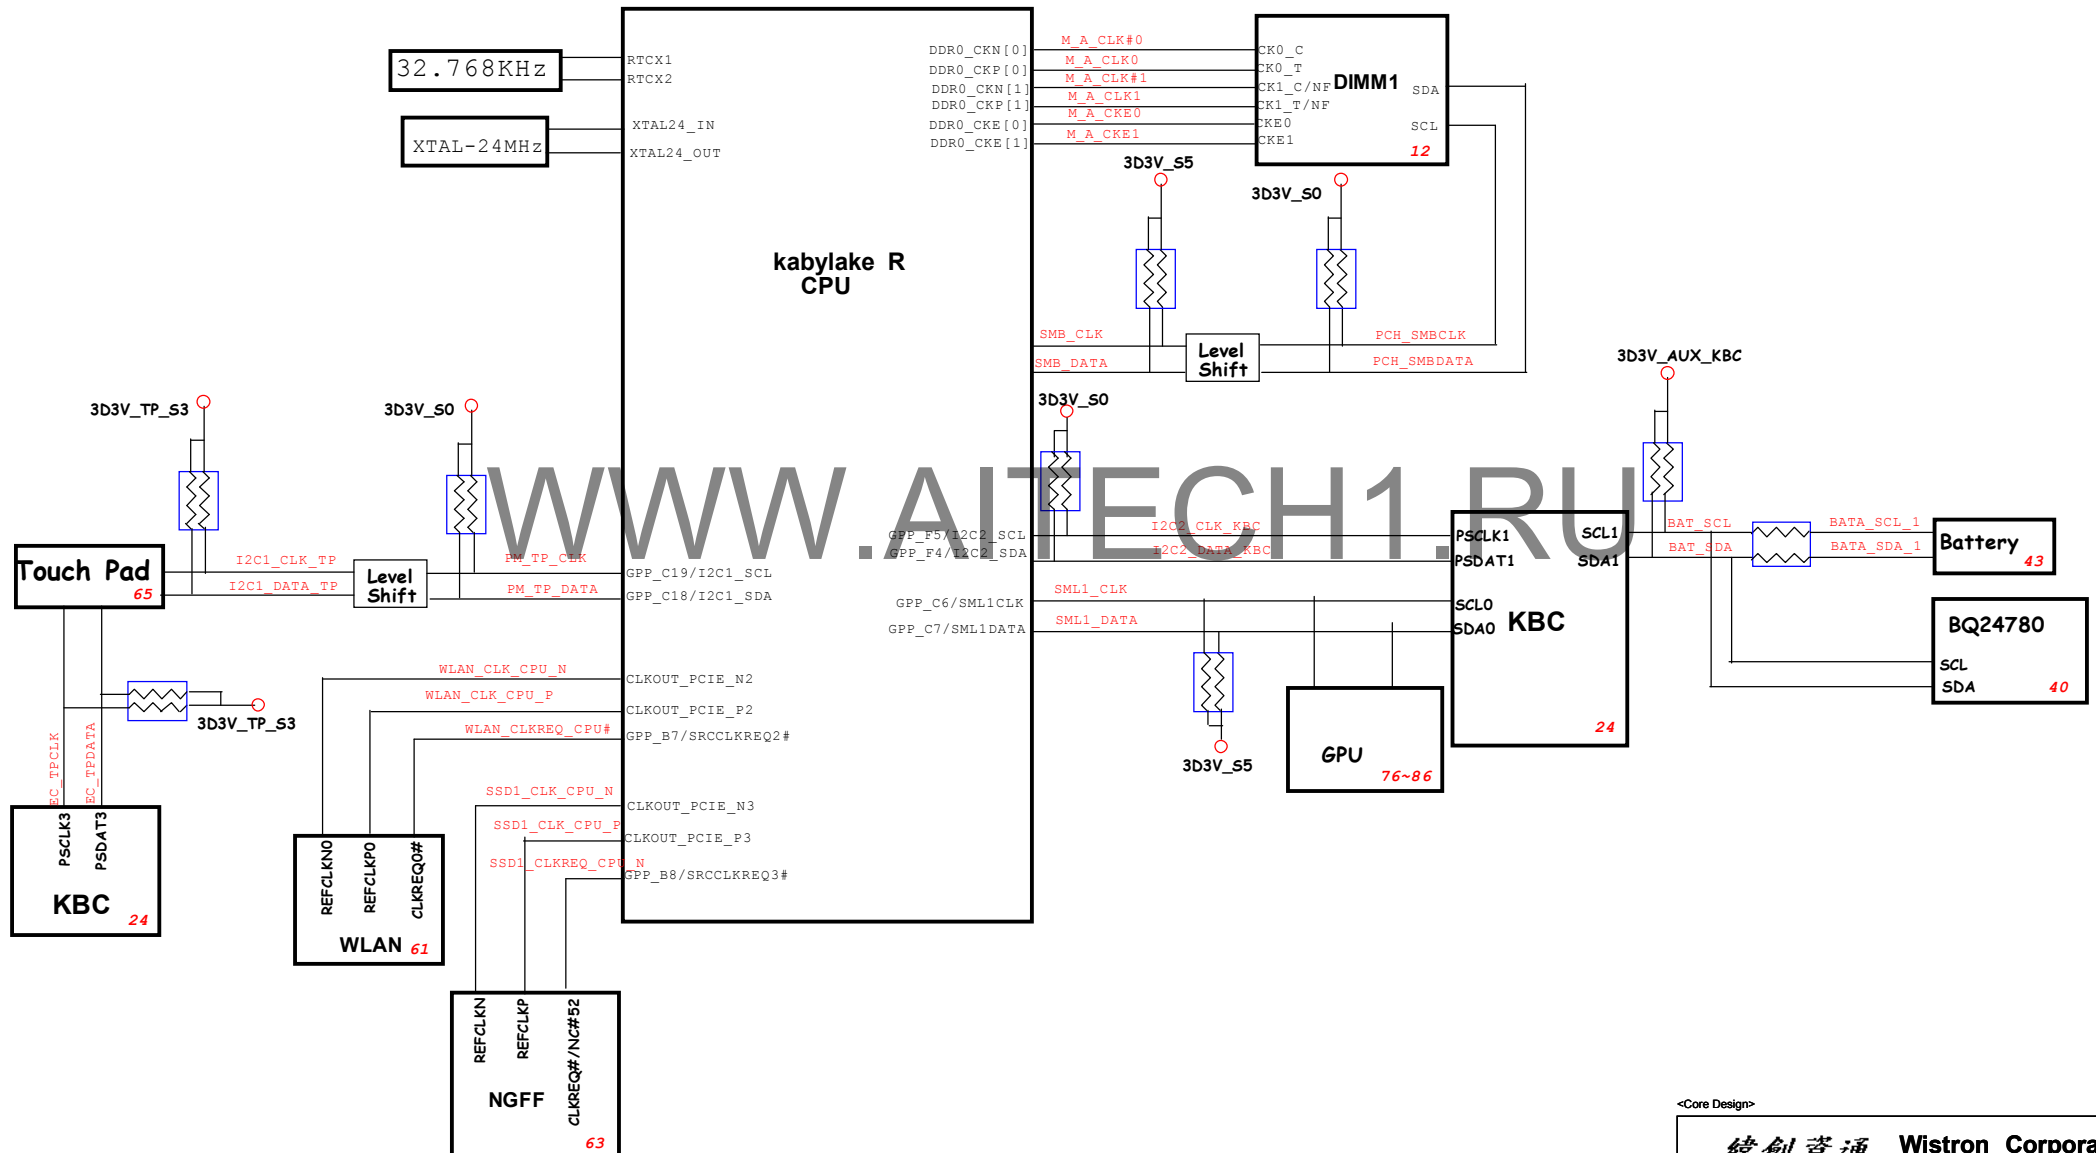 32.768KHz
XTAL-24MHz
RTCX1
RTCX2
XTAL24_IN
XTAL24_OUT
kabylake R
CPU
DDR0_CKN[0]
DDR0_CKP[0]
DDR0_CKN[1]
DDR0_CKP[1]
DDR0_CKE[0]
DDR0_CKE[1]
M_A_CLK#0
M_A_CLK0
M_A_CLK#1
M_A_CLK1
M_A_CKE0
M_A_CKE1
CK0_C
CK0_T
CK1_C/NF
CK1_T/NF
CKE0
CKE1
DIMM1
SDA
SCL
12
3D3V_S5
3D3V_S0
SMB_CLK
SMB_DATA
Level
Shift
PCH_SMBCLK
PCH_SMBDATA
3D3V_AUX_KBC
3D3V_TP_S3
3D3V_S0
3D3V_S0
WWW.AITECH1.RU
Touch Pad
65
I2C1_CLK_TP
I2C1_DATA_TP
Level
Shift
PM_TP_CLK
PM_TP_DATA
GPP_C19/I2C1_SCL
GPP_C18/I2C1_SDA
GPP_F5/I2C2_SCL
GPP_F4/I2C2_SDA
GPP_C6/SML1CLK
GPP_C7/SML1DATA
I2C2_CLK_KBC
I2C2_DATA_KBC
SML1_CLK
SML1_DATA
PSCLK1
PSDAT1
SCL0
SDA0
KBC
SCL1
SDA1
24
BAT_SCL
BAT_SDA
BATA_SCL_1
BATA_SDA_1
Battery
43
BQ24780
SCL
SDA
40
3D3V_S5
GPU
76~86
3D3V_TP_S3
EC_TPCLK
EC_TPDATA
PSCLK3
PSDAT3
KBC
24
WLAN_CLK_CPU_N
WLAN_CLK_CPU_P
WLAN_CLKREQ_CPU#
CLKOUT_PCIE_N2
CLKOUT_PCIE_P2
GPP_B7/SRCCLKREQ2#
SSD1_CLK_CPU_N
SSD1_CLK_CPU_P
SSD1_CLKREQ_CPU_N
CLKOUT_PCIE_N3
CLKOUT_PCIE_P3
GPP_B8/SRCCLKREQ3#
REFCLKN0
REFCLKP0
CLKREQ0#
WLAN
61
REFCLKN
REFCLKP
CLKREQ#/NC#52
NGFF
63
<Core Design>
緯創資通 Wistron Corpora